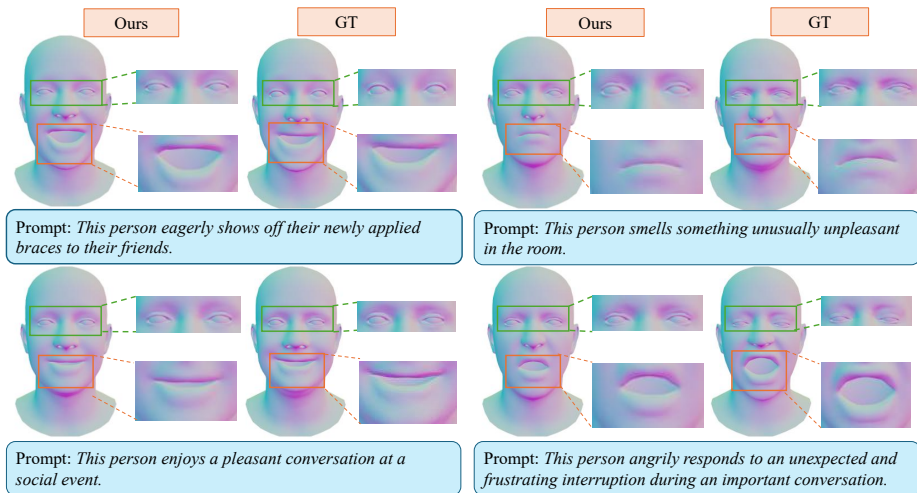 Ours
GT
Ours
GT
Prompt: This person eagerly shows off their newly applied
braces to their friends.
Prompt: This person smells something unusually unpleasant
in the room.
Prompt: This person enjoys a pleasant conversation at a
social event.
Prompt: This person angrily responds to an unexpected and
frustrating interruption during an important conversation.